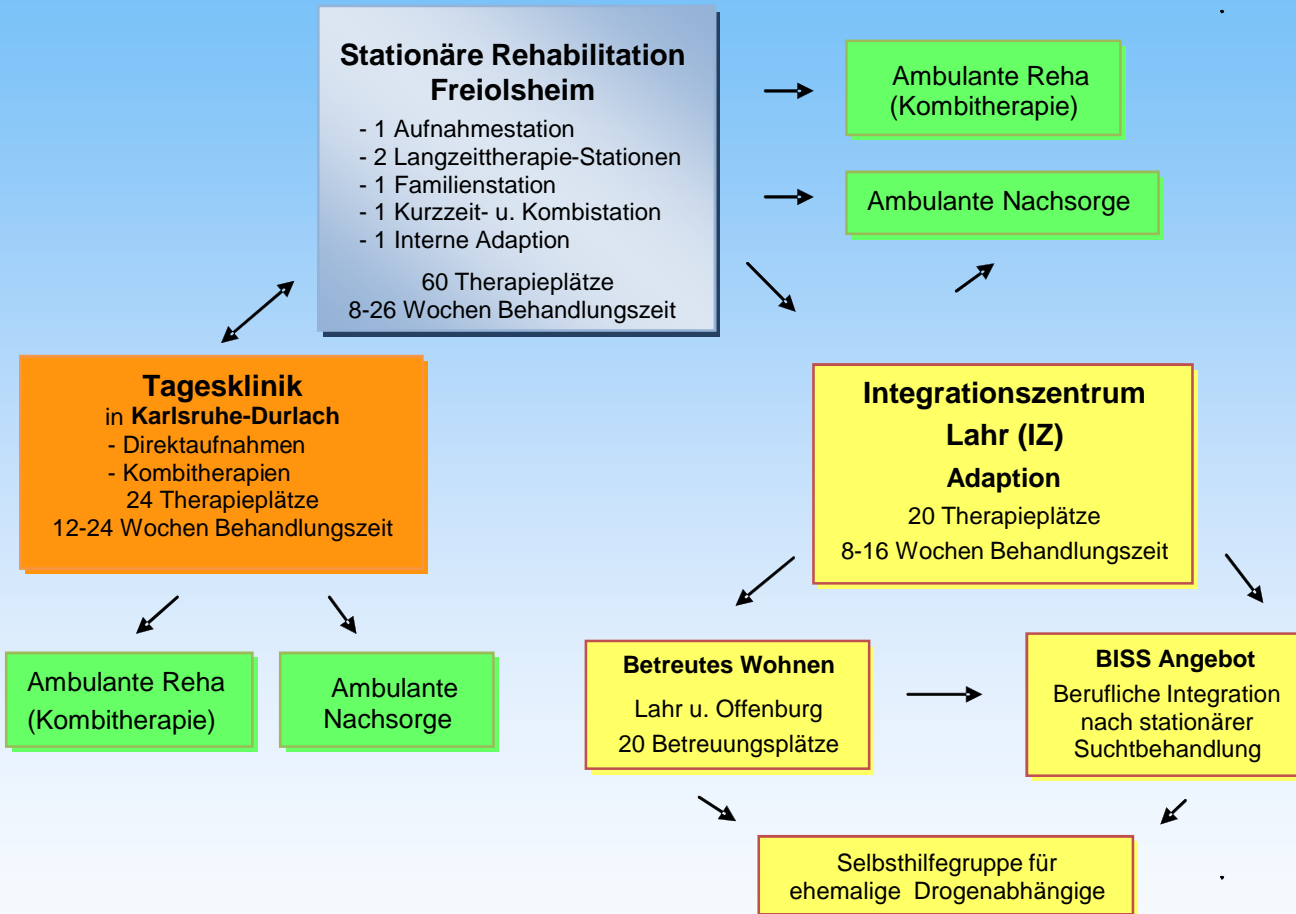 Stationäre Rehabilitation
Freiolsheim
- 1 Aufnahmestation
- 2 Langzeittherapie-Stationen
- 1 Familienstation
- 1 Kurzzeit- u. Kombistation
- 1 Interne Adaption
60 Therapieplätze
8-26 Wochen Behandlungszeit
Ambulante Reha
(Kombitherapie)
Ambulante Nachsorge
Tagesklinik
in Karlsruhe-Durlach
- Direktaufnahmen
- Kombitherapien
24 Therapieplätze
12-24 Wochen Behandlungszeit
Integrationszentrum
Lahr (IZ)
Adaption
20 Therapieplätze
8-16 Wochen Behandlungszeit
Ambulante Reha
(Kombitherapie)
Ambulante
Nachsorge
Betreutes Wohnen
Lahr u. Offenburg
20 Betreuungsplätze
BISS Angebot
Berufliche Integration
nach stationärer
Suchtbehandlung
Selbsthilfegruppe für
ehemalige Drogenabhängige